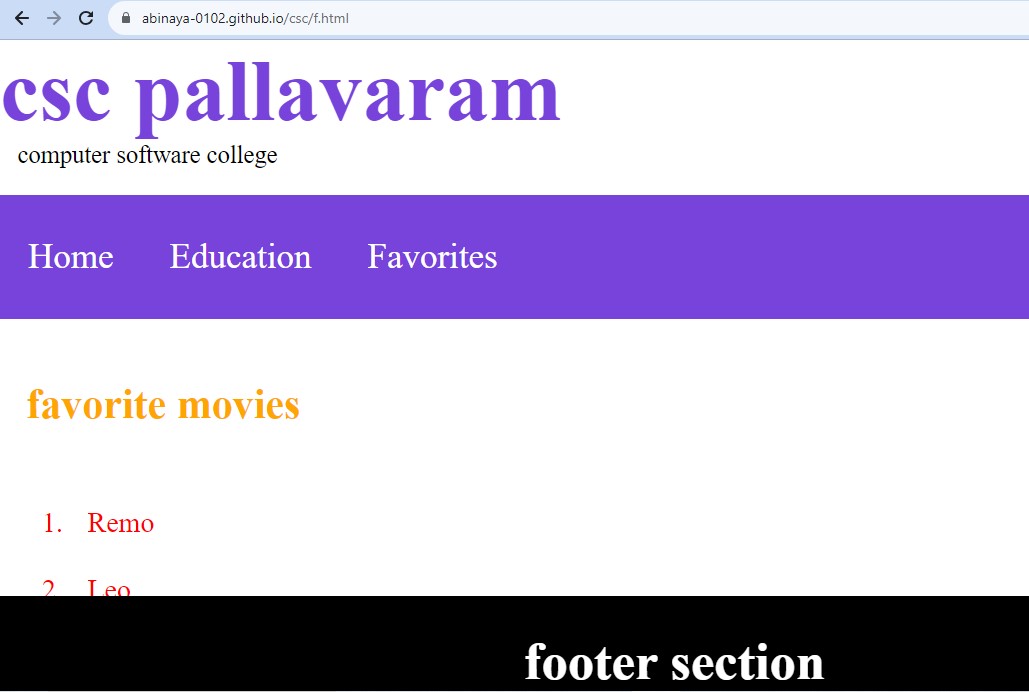 abinaya-0102.github.io/csc/f.html
csc pallavaram
computer software college
Home Education Favorites
favorite movies
1. Remo
2. Leo
footer section